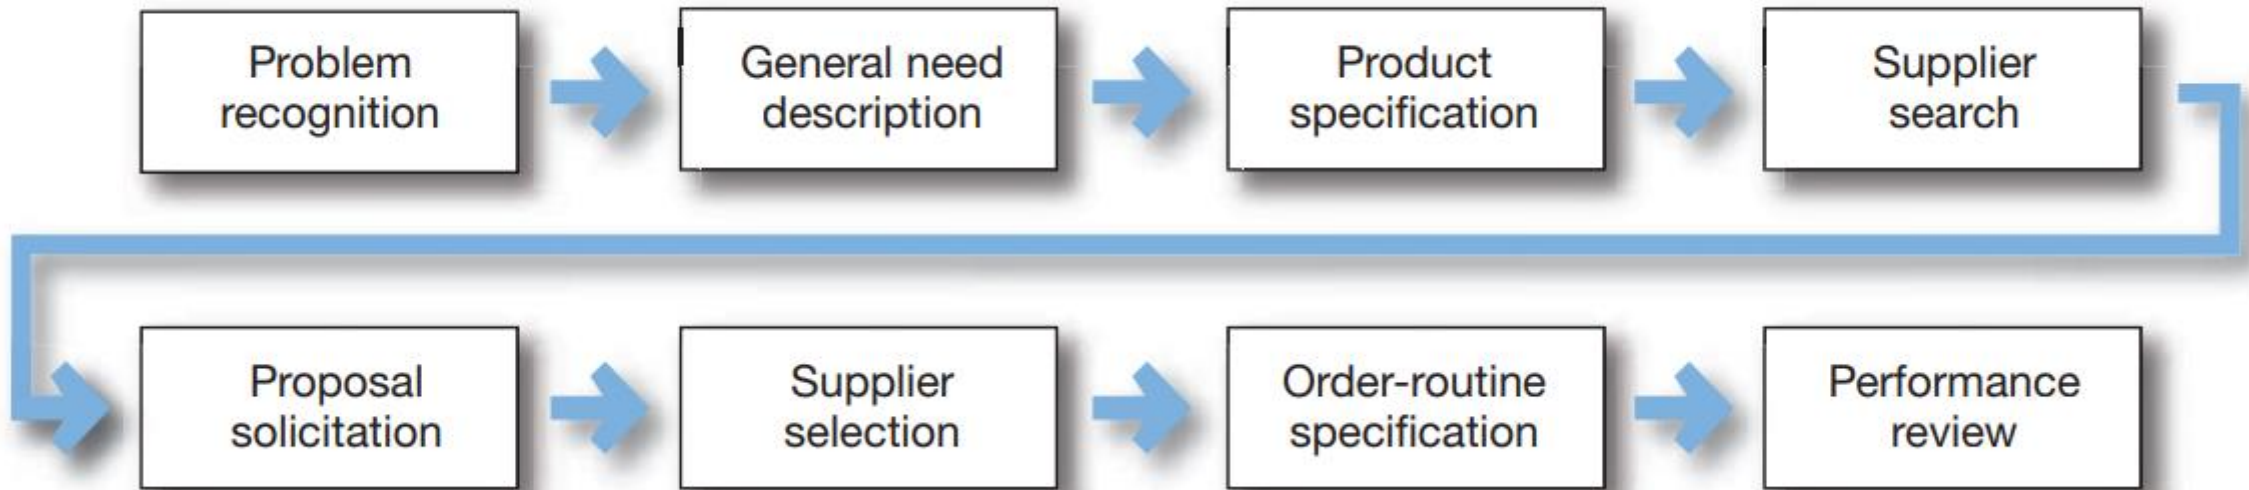 Problem
recognition
General need
description
Product
specification
Supplier
search
Proposal
solicitation
Supplier
selection
Order-routine
specification
Performance
review